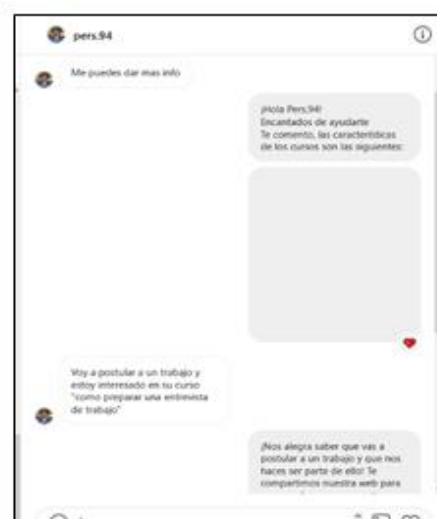 pers.94
Me puedes dar mas info
¡Hola Pers.94!
Encantados de ayudarte
Te comento, las características
de los cursos son las siguientes:
Voy a postular a un trabajo y
estoy interesado en su curso
"como preparar una entrevista
de trabajo"
¡Nos alegra saber que vas a
postular a un trabajo y que nos
haces ser parte de ello! Te
compartimos nuestra web para